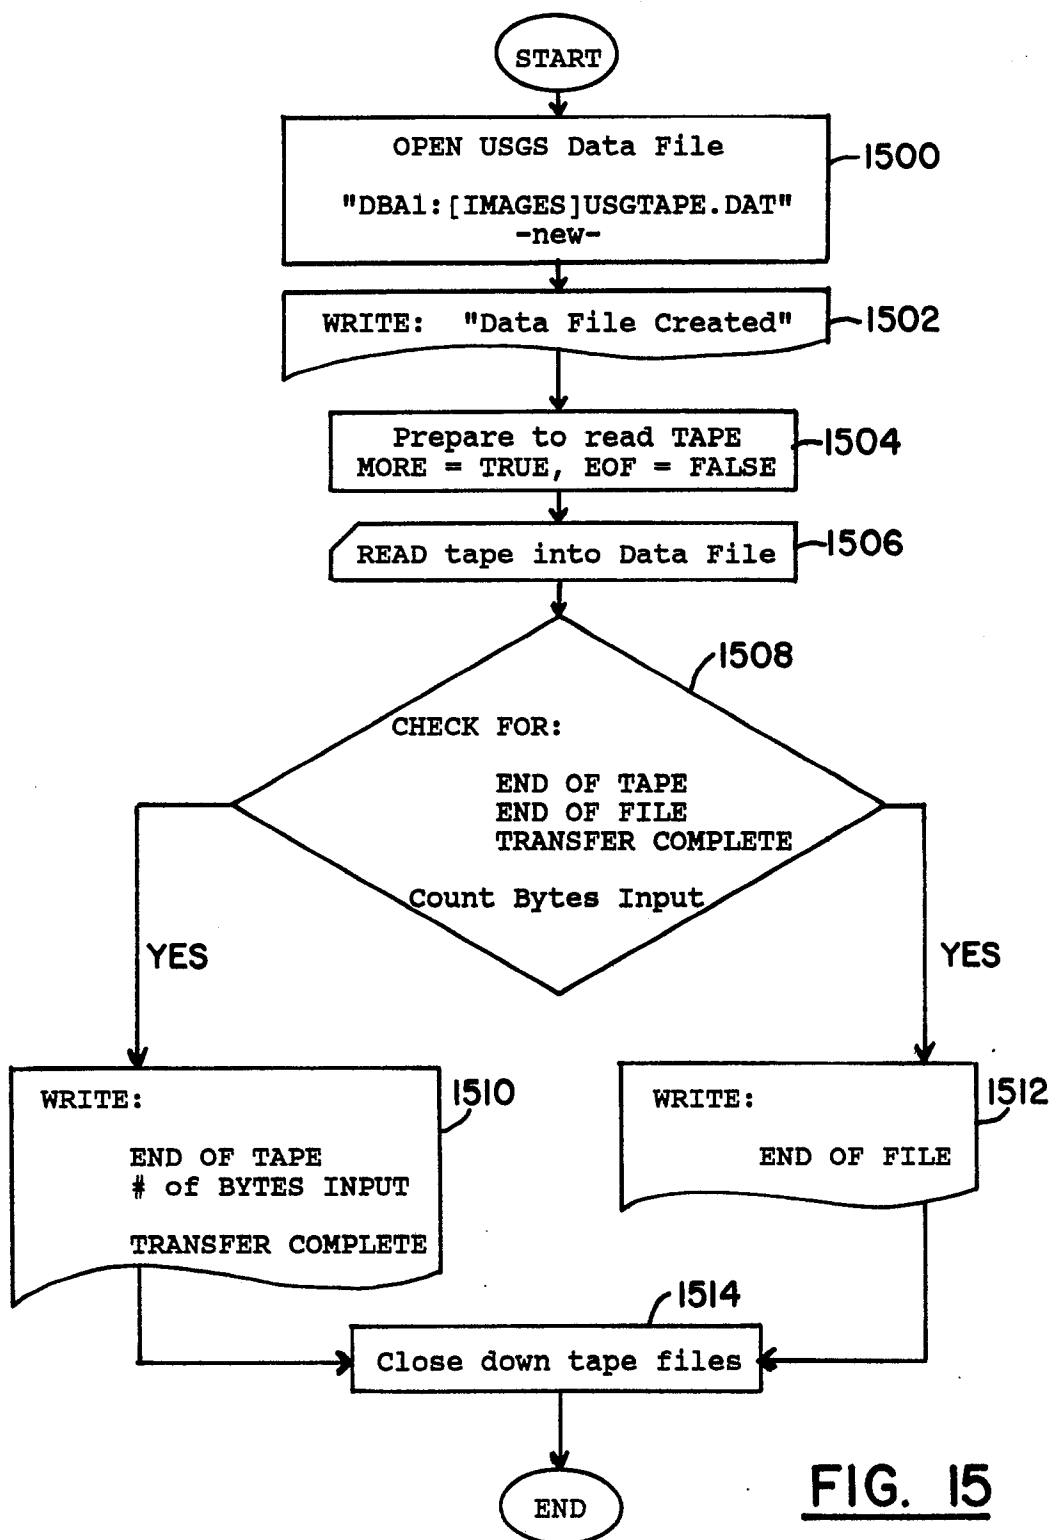 START
OPEN USGS Data File
1500
"DBA1:[IMAGES]USGTAPE.DAT"
-new-
WRITE: "Data File Created"
1502
Prepare to read TAPE
1504
MORE = TRUE, EOF = FALSE
READ tape into Data File
1506
1508
CHECK FOR:
END OF TAPE
END OF FILE
TRANSFER COMPLETE
Count Bytes Input
YES
YES
WRITE:
1510
END OF TAPE
# of BYTES INPUT
TRANSFER COMPLETE
WRITE:
1512
END OF FILE
1514
Close down tape files
END
FIG. 15